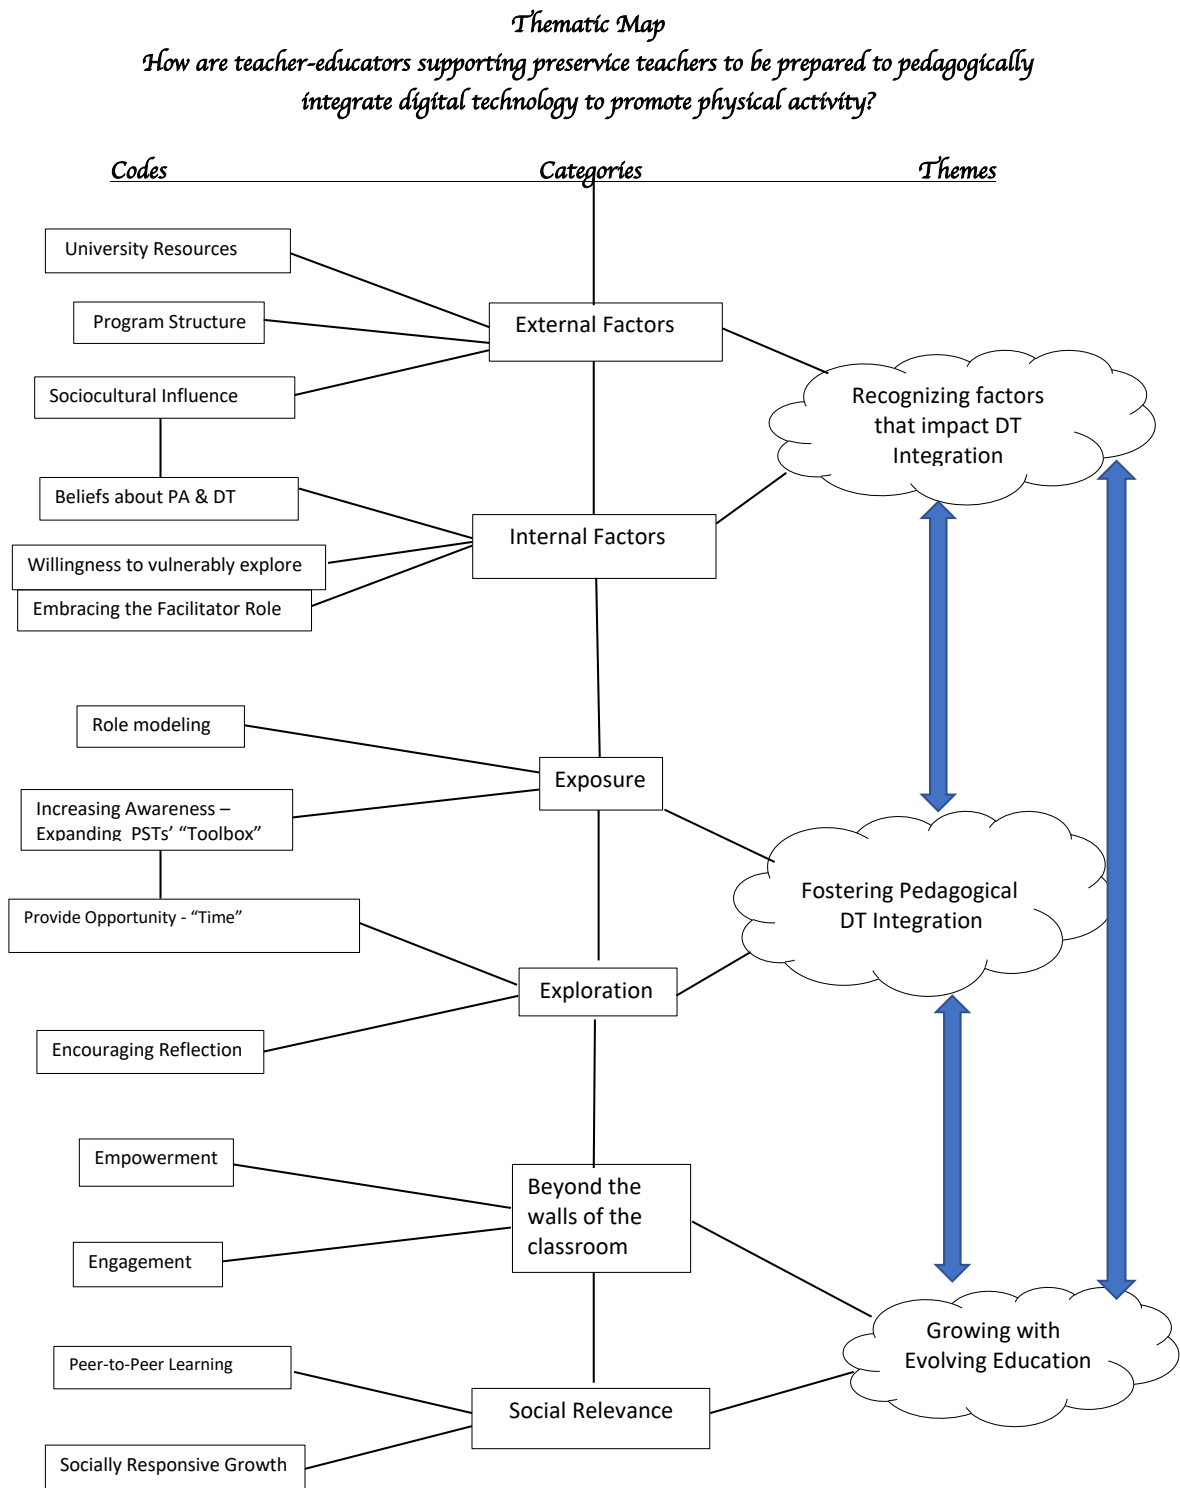 Thematic Map
How are teacher-educators supporting preservice teachers to be prepared to pedagogically
integrate digital technology to promote physical activity?
Codes Categories Themes
University Resources
Program Structure
Sociocultural Influence
Beliefs about PA & DT
Willingness to vulnerably explore
Embracing the Facilitator Role
External Factors
Internal Factors
Recognizing factors
that impact DT
Integration
Role modeling
Increasing Awareness –
Expanding PSTs’ “Toolbox”
Provide Opportunity - “Time”
Encouraging Reflection
Exposure
Exploration
Fostering Pedagogical
DT Integration
Empowerment
Engagement
Peer-to-Peer Learning
Socially Responsive Growth
Beyond the
walls of the
classroom
Social Relevance
Growing with
Evolving Education